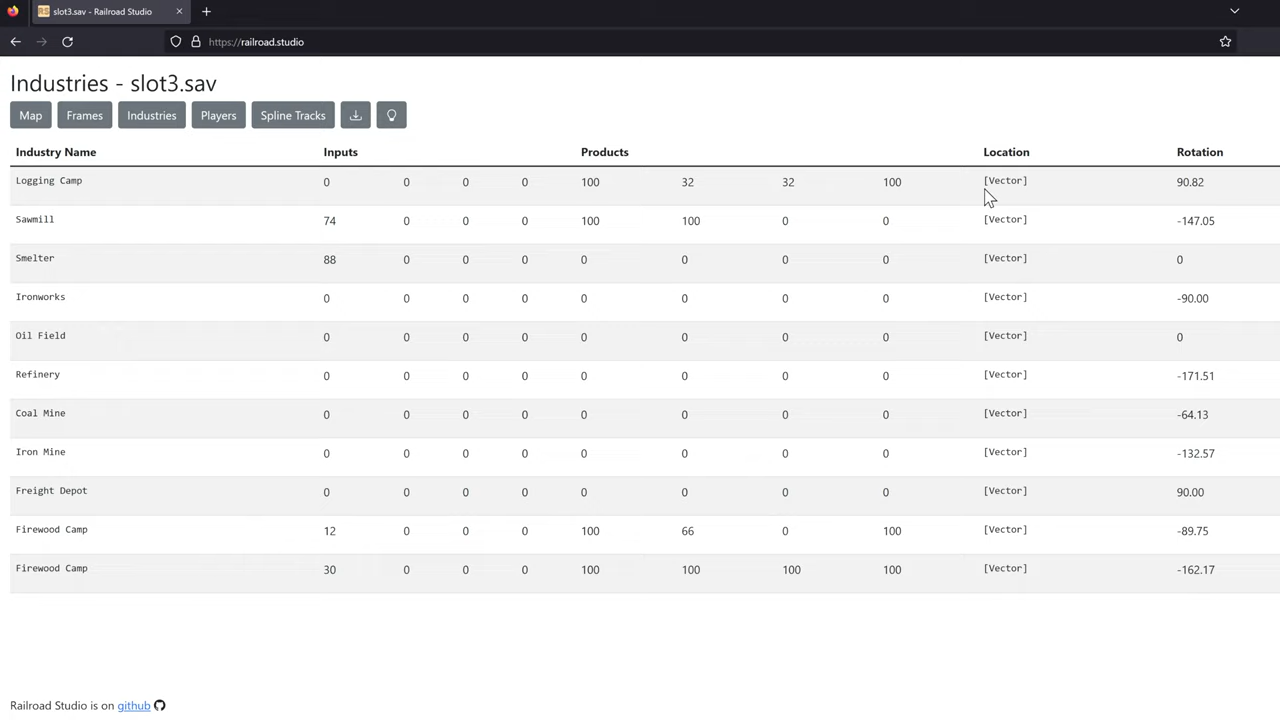 RS slot3.sav - Railroad Studio
https://railroad.studio
Industries - slot3.sav
Map Frames Industries Players Spline Tracks
Industry Name Inputs Products Location Rotation
Logging Camp 0 0 0 0 100 32 32 100 [Vector] 90.82
Sawmill 74 0 0 0 100 100 0 0 [Vector] -147.05
Smelter 88 0 0 0 0 0 0 0 [Vector] 0
Ironworks 0 0 0 0 0 0 0 0 [Vector] -90.00
Oil Field 0 0 0 0 0 0 0 0 [Vector] 0
Refinery 0 0 0 0 0 0 0 0 [Vector] -171.51
Coal Mine 0 0 0 0 0 0 0 0 [Vector] -64.13
Iron Mine 0 0 0 0 0 0 0 0 [Vector] -132.57
Freight Depot 0 0 0 0 0 0 0 0 [Vector] 90.00
Firewood Camp 12 0 0 0 100 66 0 100 [Vector] -89.75
Firewood Camp 30 0 0 0 100 100 100 100 [Vector] -162.17
Railroad Studio is on github